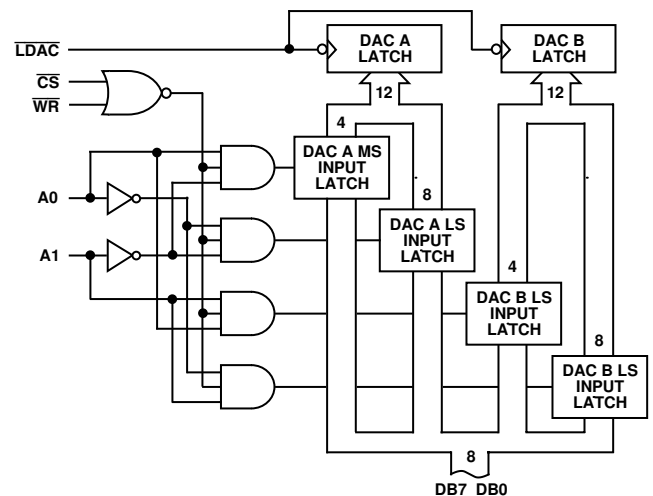 LDAC
DAC A
LATCH
DAC B
LATCH
CS
WR
12
12
4
DAC A MS
INPUT
LATCH
A0
8
DAC A LS
INPUT
LATCH
A1
4
DAC B LS
INPUT
LATCH
8
DAC B LS
INPUT
LATCH
8
DB7 DB0